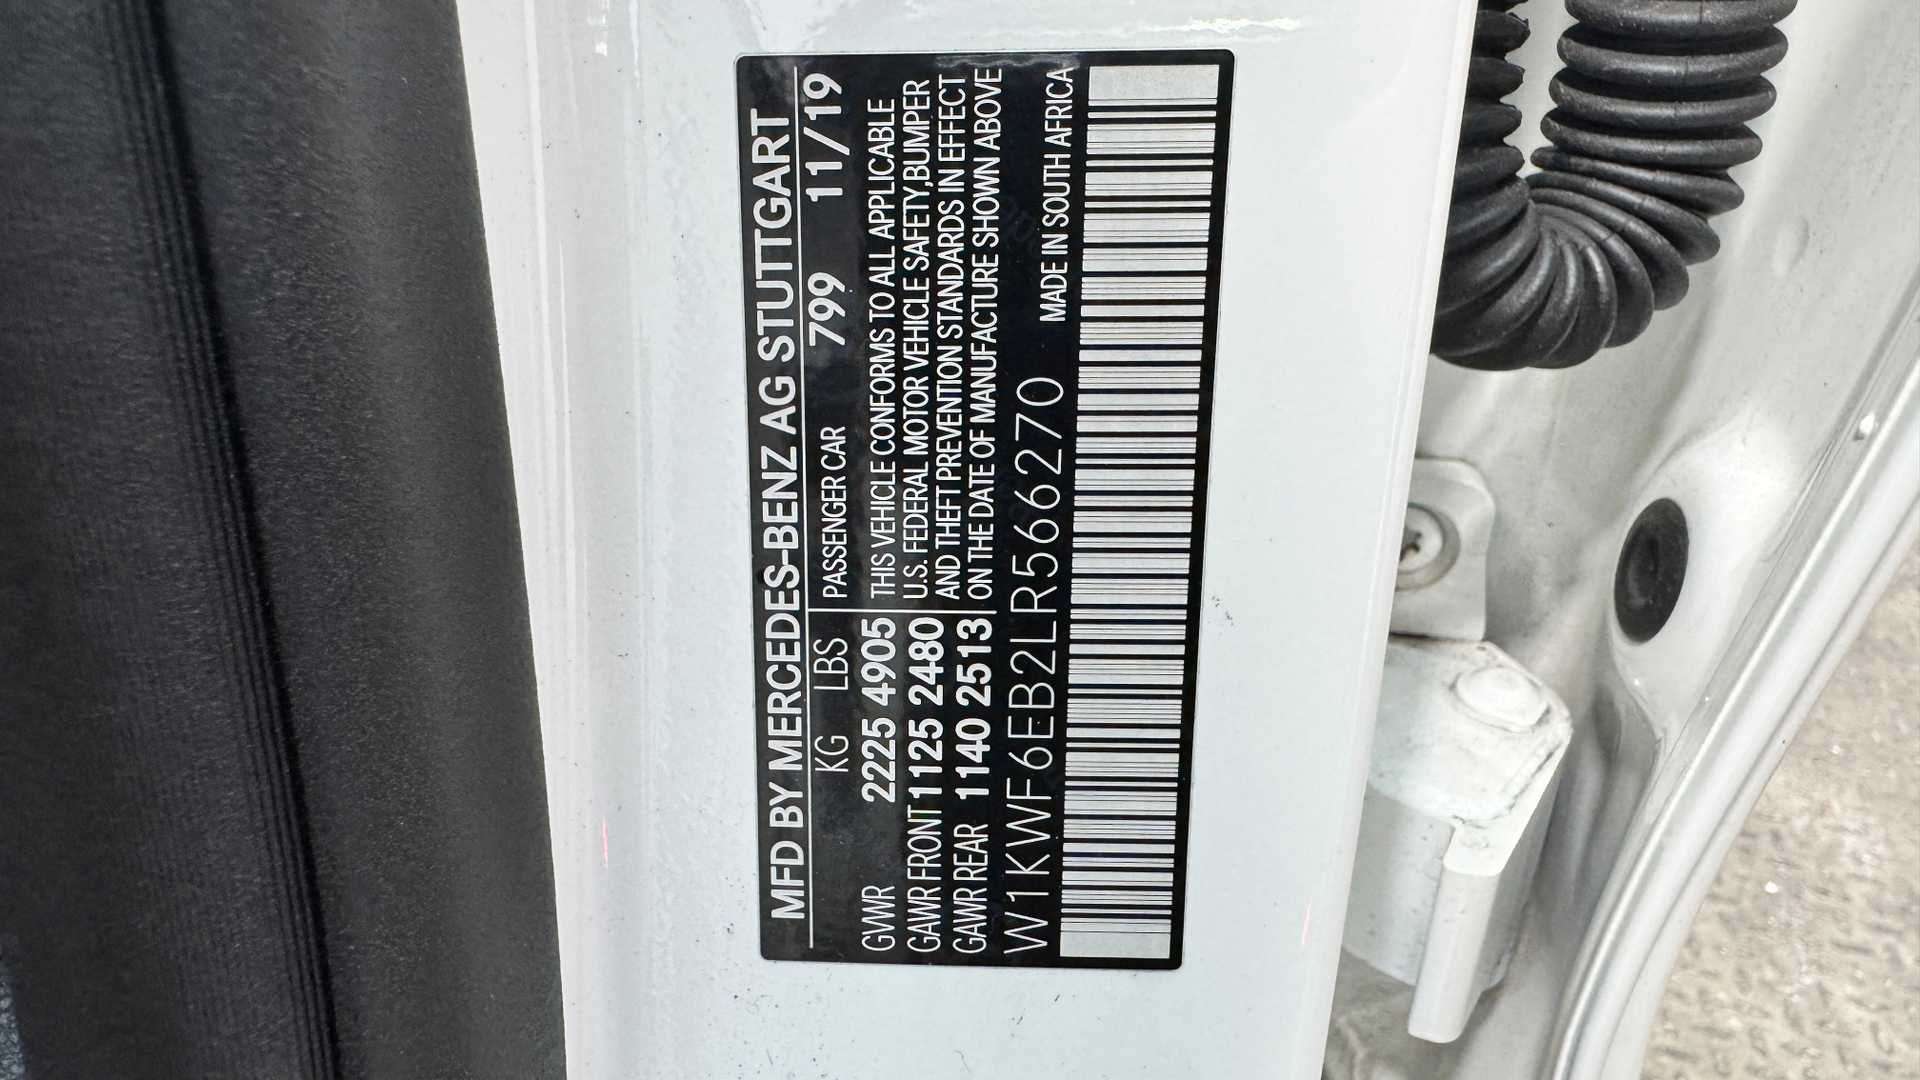 MFD BY MERCEDES-BENZ AG STUTTGART
KG LBS PASSENGER CAR 799 11/19
GVWR 2225 4905 THIS VEHICLE CONFORMS TO ALL APPLICABLE
GAWR FRONT 1125 2480 U.S. FEDERAL MOTOR VEHICLE SAFETY,BUMPER
AND THEFT PREVENTION STANDARDS IN EFFECT
GAWR REAR 1140 2513 ON THE DATE OF MANUFACTURE SHOWN ABOVE
W1KWF6EB2LR566270 MADE IN SOUTH AFRICA